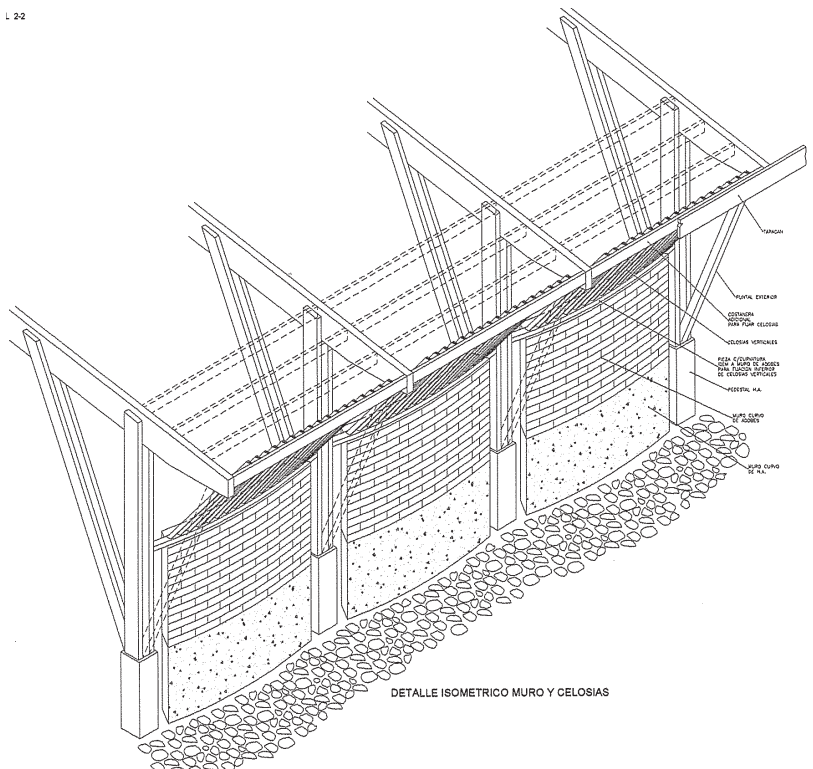 L 2-2
TAPACAN
PUNTAL EXTERIOR
COSTANERA
ADICIONAL
PARA FIJAR CELOSIAS
CELOSIAS VERTICALES
PIEZA C/CURVATURA
IDEM A MURO DE ADOBES
PARA FIJACION INFERIOR
DE CELOSIAS VERTICALES
PEDESTAL H.A.
MURO CURVO
DE ADOBES
MURO CURVO
DE H.A.
DETALLE ISOMETRICO MURO Y CELOSIAS